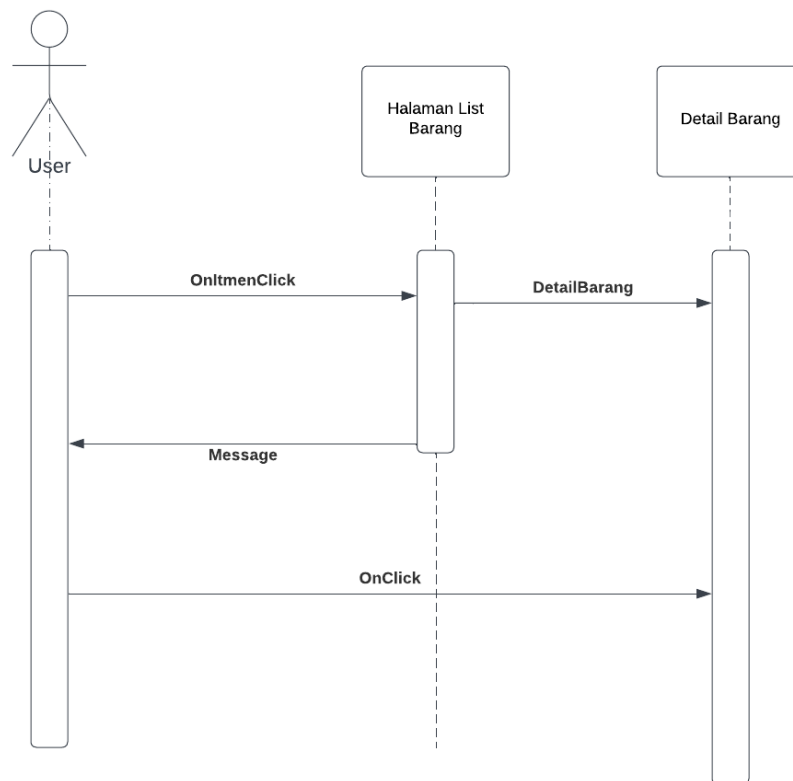 Halaman List
Barang
Detail Barang
User
OnItmenClick
DetailBarang
Message
OnClick